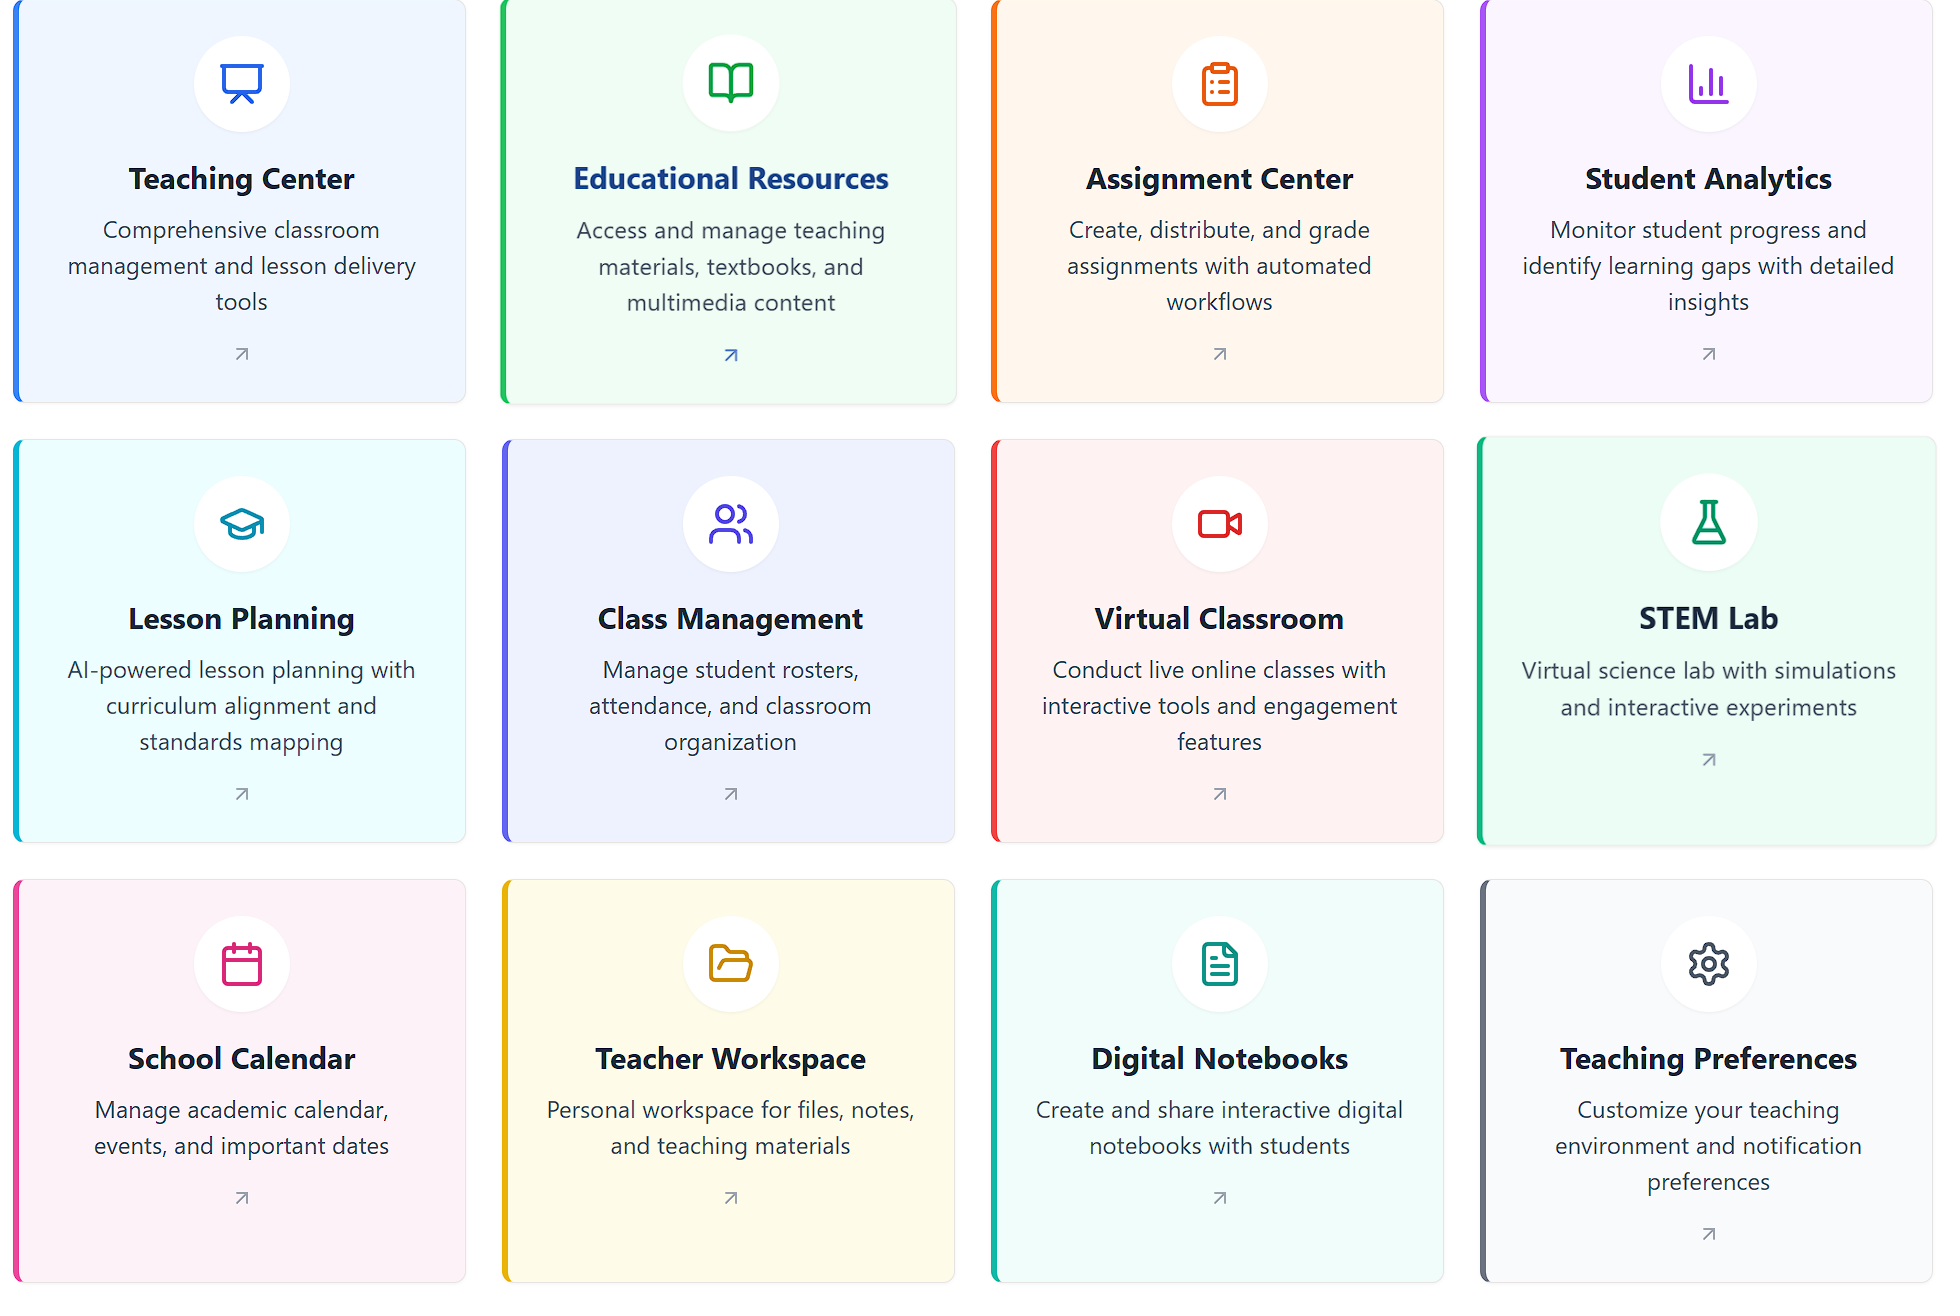 Teaching Center
Comprehensive classroom
management and lesson delivery
tools
Educational Resources
Access and manage teaching
materials, textbooks, and
multimedia content
Assignment Center
Create, distribute, and grade
assignments with automated
workflows
Student Analytics
Monitor student progress and
identify learning gaps with detailed
insights
Lesson Planning
AI-powered lesson planning with
curriculum alignment and
standards mapping
Class Management
Manage student rosters,
attendance, and classroom
organization
Virtual Classroom
Conduct live online classes with
interactive tools and engagement
features
STEM Lab
Virtual science lab with simulations
and interactive experiments
School Calendar
Manage academic calendar,
events, and important dates
Teacher Workspace
Personal workspace for files, notes,
and teaching materials
Digital Notebooks
Create and share interactive digital
notebooks with students
Teaching Preferences
Customize your teaching
environment and notification
preferences